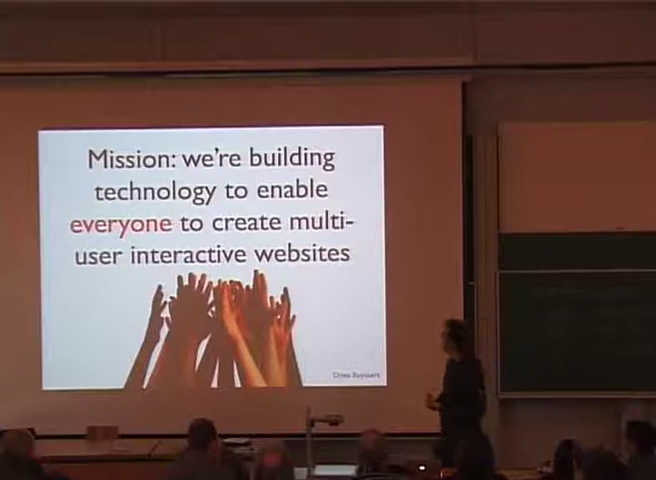 Mission: we're building
technology to enable
everyone to create multi-
user interactive websites
Dries Buytaert